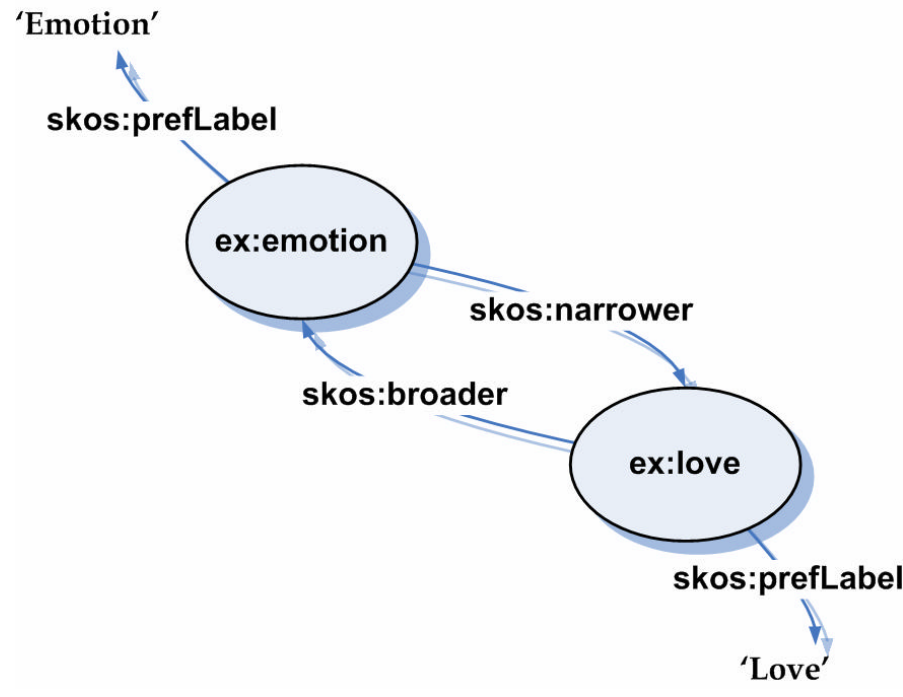 ‘Emotion’
skos:prefLabel
ex:emotion
skos:narrower
skos:broader
ex:love
skos:prefLabel
‘Love’